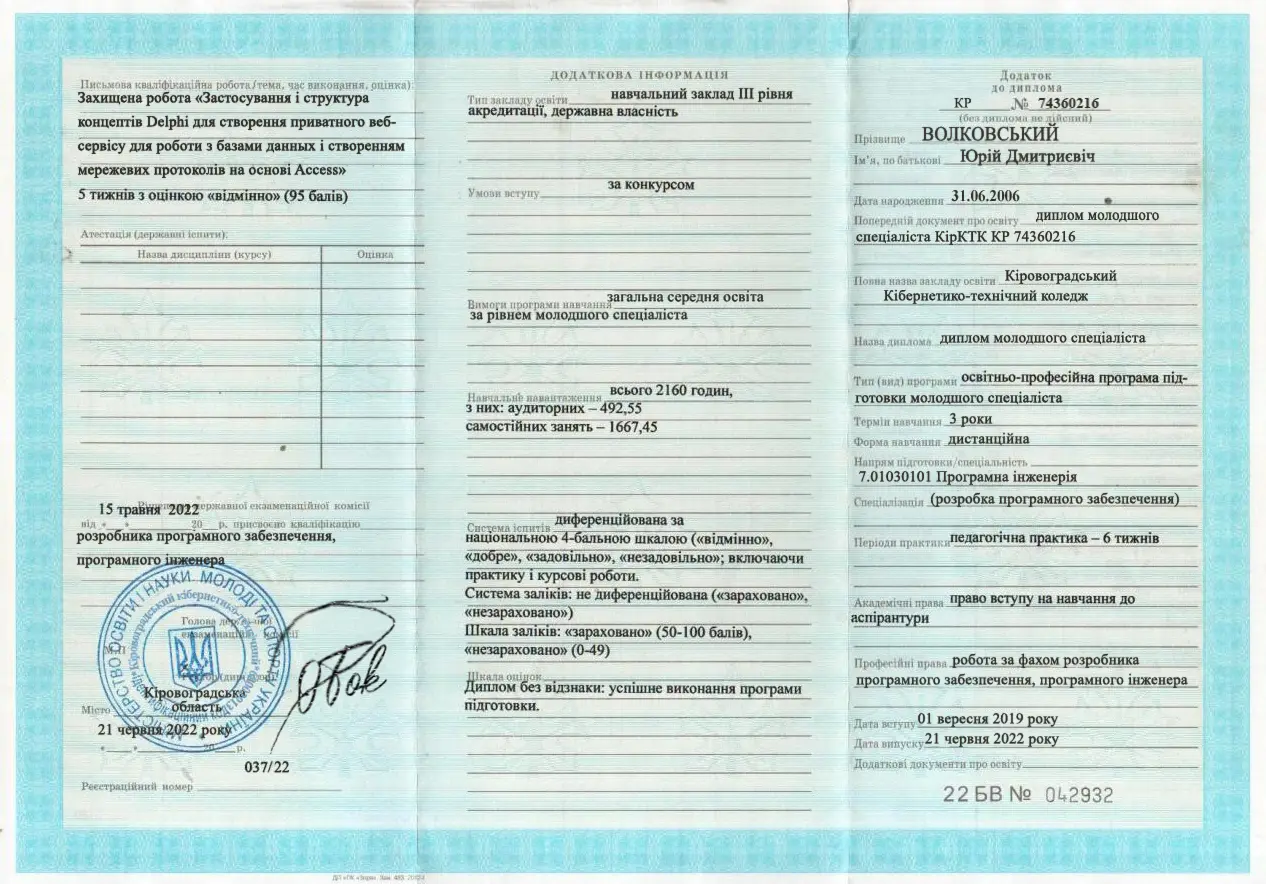 Письмова кваліфікаційна робота/тема, час виконання, оцінка):
Захищена робота «Застосування і структура
концептів Delphi для створення приватного веб-
сервісу для роботи з базами данных і створенням
мережевих протоколів на основі Access»
5 тижнів з оцінкою «відмінно» (95 балів)
Атестація (державні іспити):
Назва дисципліни (курсу) Оцінка
державної екзаменаційної комісії
15 травня 2022
від « » 20 р. присвоєно кваліфікацію
розробника програмного забезпечення,
програмного інженера
МІНІСТЕРСТВО ОСВІТИ І НАУКИ МОЛОДІ ТА СПОРТУ УКРАЇНИ
Голова
М.П.
Місто Кіровоградська
область
21 червня 2022 року
« » 20 р.
037/22
Реєстраційний номер
ДОДАТКОВА ІНФОРМАЦІЯ
Тип закладу освіти навчальний заклад III рівня
акредитації, державна власність
Умови вступу за конкурсом
Вимоги програми навчання загальна середня освіта
за рівнем молодшого спеціаліста
Навчальне навантаження всього 2160 годин,
з них: аудиторних – 492,55
самостійних занять – 1667,45
Система іспитів диференційована за
національною 4-бальною шкалою («відмінно»,
«добре», «задовільно», «незадовільно»; включаючи
практику і курсові роботи.
Система заліків: не диференційована («зараховано»,
«незараховано»)
Шкала заліків: «зараховано» (50-100 балів),
«незараховано» (0-49)
Шкала оцінок
Диплом без відзнаки: успішне виконання програми
підготовки.
Додаток
до диплома
КР № 74360216
(без диплома не дійсний)
Прізвище ВОЛКОВСЬКИЙ
Ім'я, по батькові Юрій Дмитриєвіч
Дата народження 31.06.2006
Попередній документ про освіту диплом молодшого
спеціаліста КірКТК КР 74360216
Повна назва закладу освіти Кіровоградський
Кібернетико-технічний коледж
Назва диплома диплом молодшого спеціаліста
Тип (вид) програми освітньо-професійна програма під-
готовки молодшого спеціаліста
Термін навчання 3 роки
Форма навчання дистанційна
Напрям підготовки/спеціальність
7.01030101 Програмна інженерія
Спеціалізація (розробка програмного забезпечення)
Періоди практики педагогічна практика – 6 тижнів
Академічні права право вступу на навчання до
аспірантури
Професійні права робота за фахом розробника
програмного забезпечення, програмного інженера
Дата вступу 01 вересня 2019 року
Дата випуску 21 червня 2022 року
Додаткові документи про освіту
22 БВ № 042932